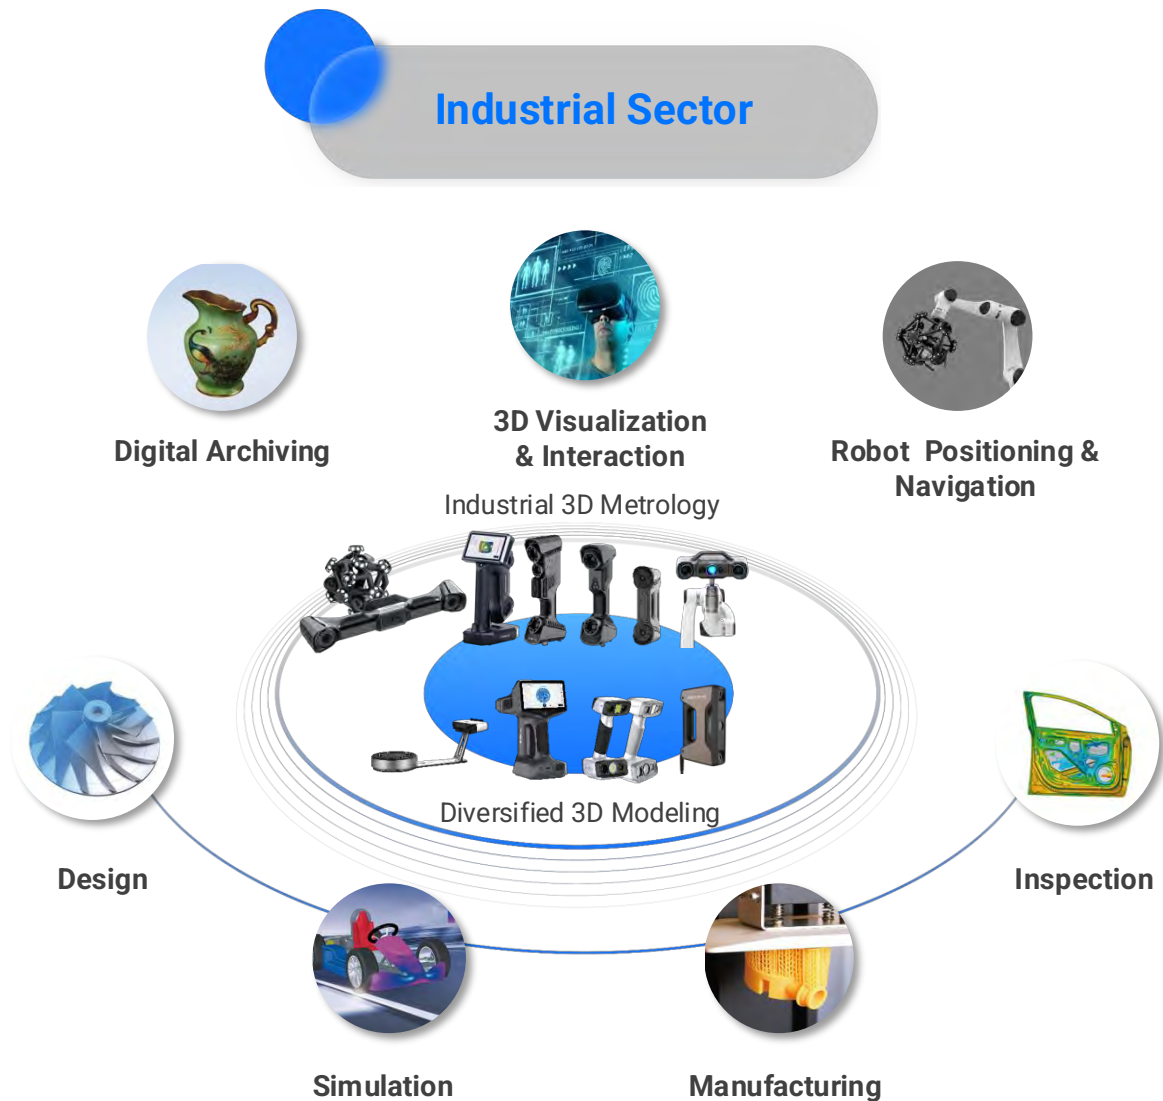 Industrial Sector
Digital Archiving
3D Visualization
& Interaction
Robot Positioning &
Navigation
Industrial 3D Metrology
Diversified 3D Modeling
Design
Inspection
Simulation
Manufacturing